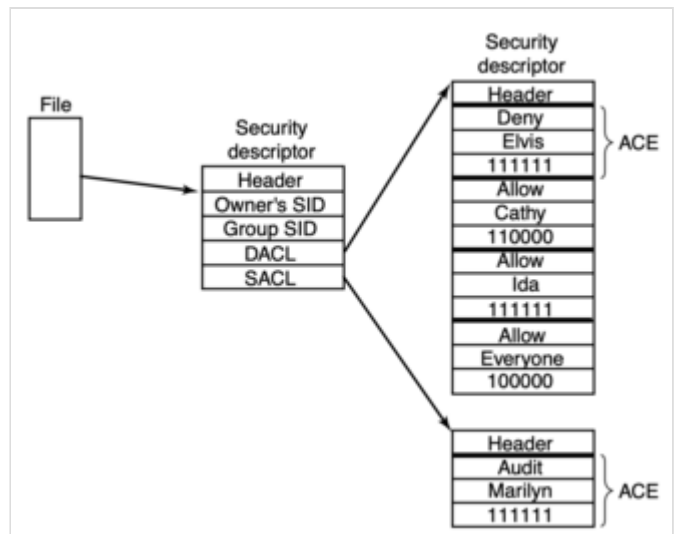 File
Security
descriptor
Header
Owner's SID
Group SID
DACL
SACL
Security
descriptor
Header
Deny
Elvis
111111
ACE
Allow
Cathy
110000
Allow
Ida
111111
Allow
Everyone
100000
Header
Audit
Marilyn
111111
ACE